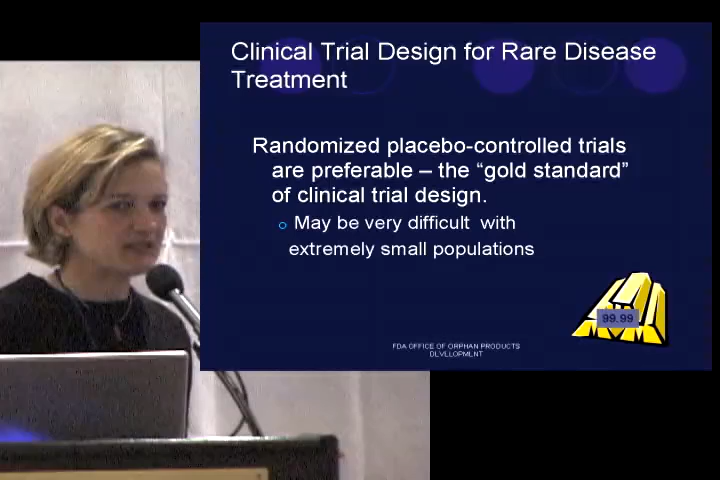 Clinical Trial Design for Rare Disease
Treatment
Randomized placebo-controlled trials
are preferable – the “gold standard”
of clinical trial design.
May be very difficult with
extremely small populations
99.99
FDA OFFICE OF ORPHAN PRODUCTS
DEVELOPMENT